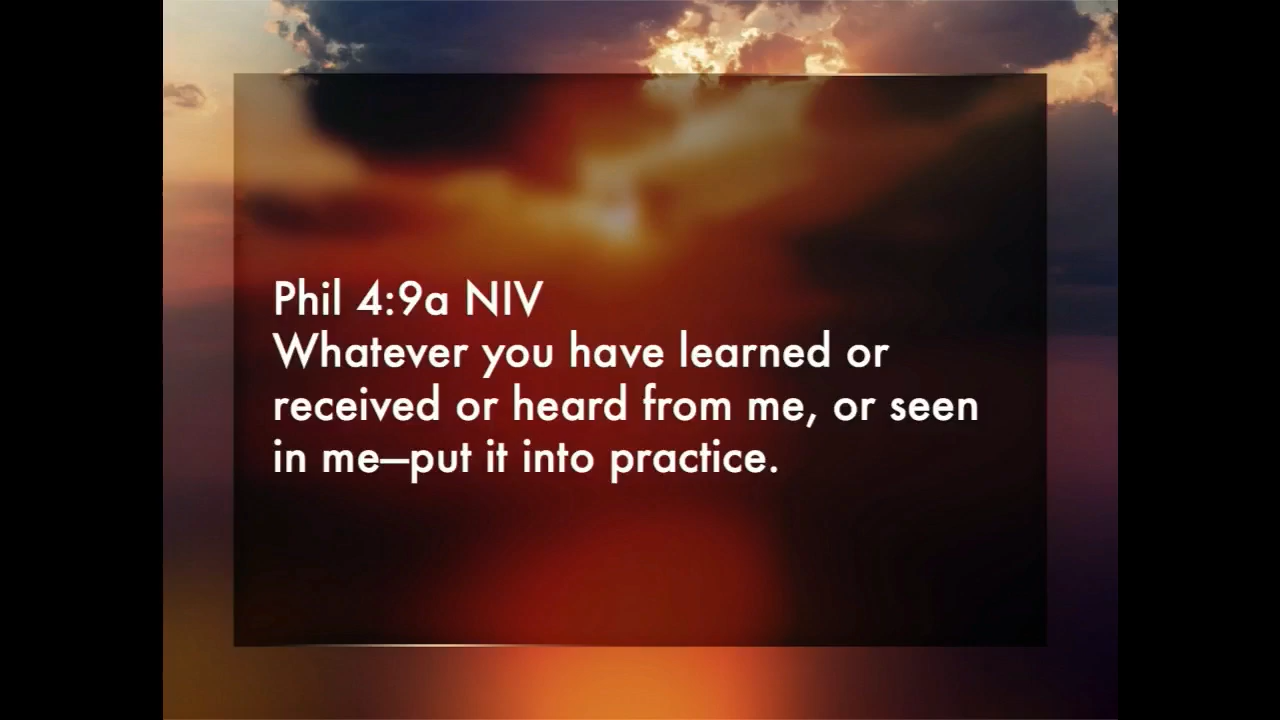 Phil 4:9a NIV
Whatever you have learned or
received or heard from me, or seen
in me—put it into practice.